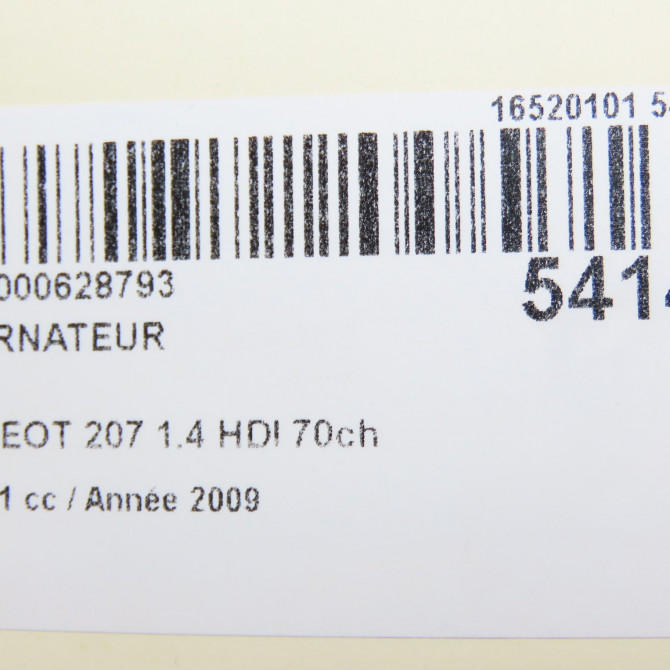 16520101 5
000628793
5414
RNATEUR
EOT 207 1.4 HDI 70ch
1 cc / Année 2009